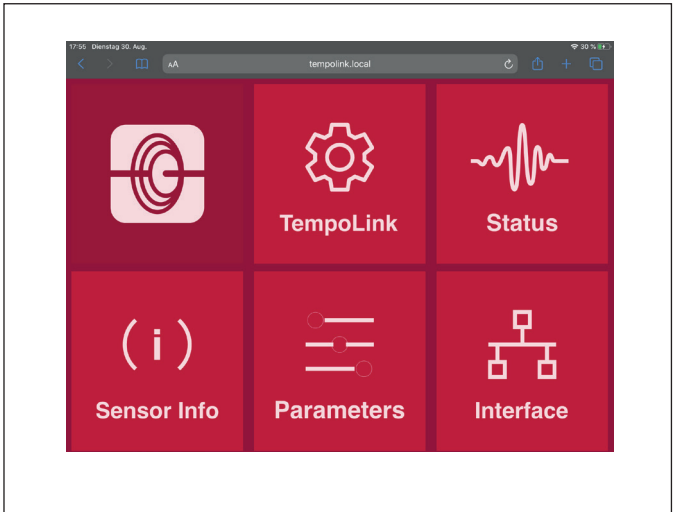 17:55 Dienstag 30. Aug. 30 %
AA tempolink.local
TempoLink Status
( i )
Sensor Info Parameters Interface